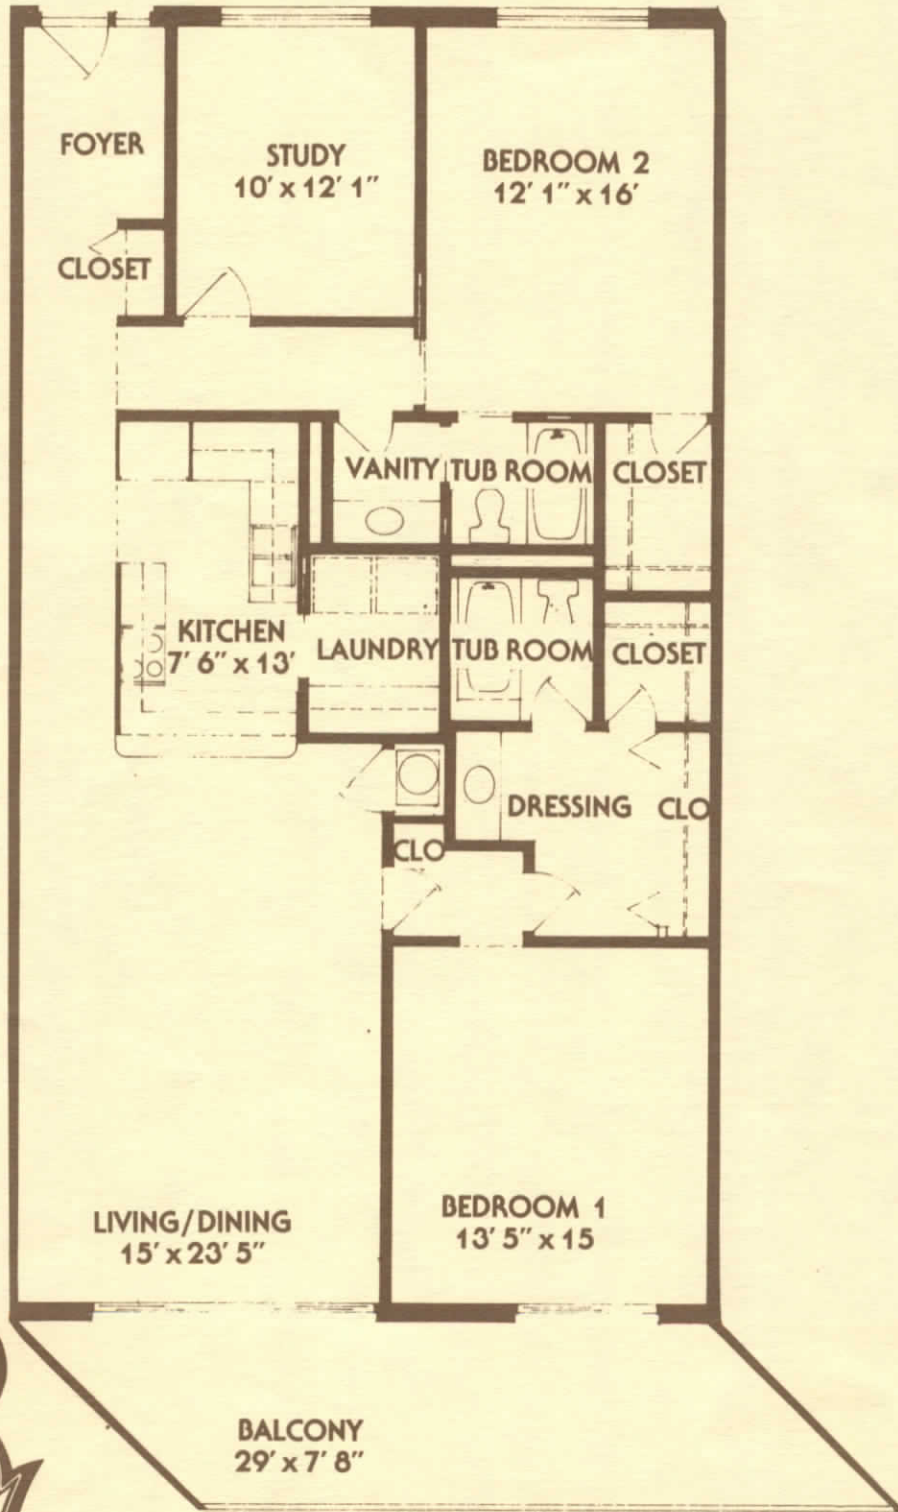 FOYER
STUDY
10' x 12' 1"
BEDROOM 2
12' 1" x 16'
CLOSET
VANITY
TUB ROOM
CLOSET
KITCHEN
7' 6" x 13'
LAUNDRY
TUB ROOM
CLOSET
DRESSING
CLO
CLO
LIVING/DINING
15' x 23' 5"
BEDROOM 1
13' 5" x 15
BALCONY
29' x 7' 8"